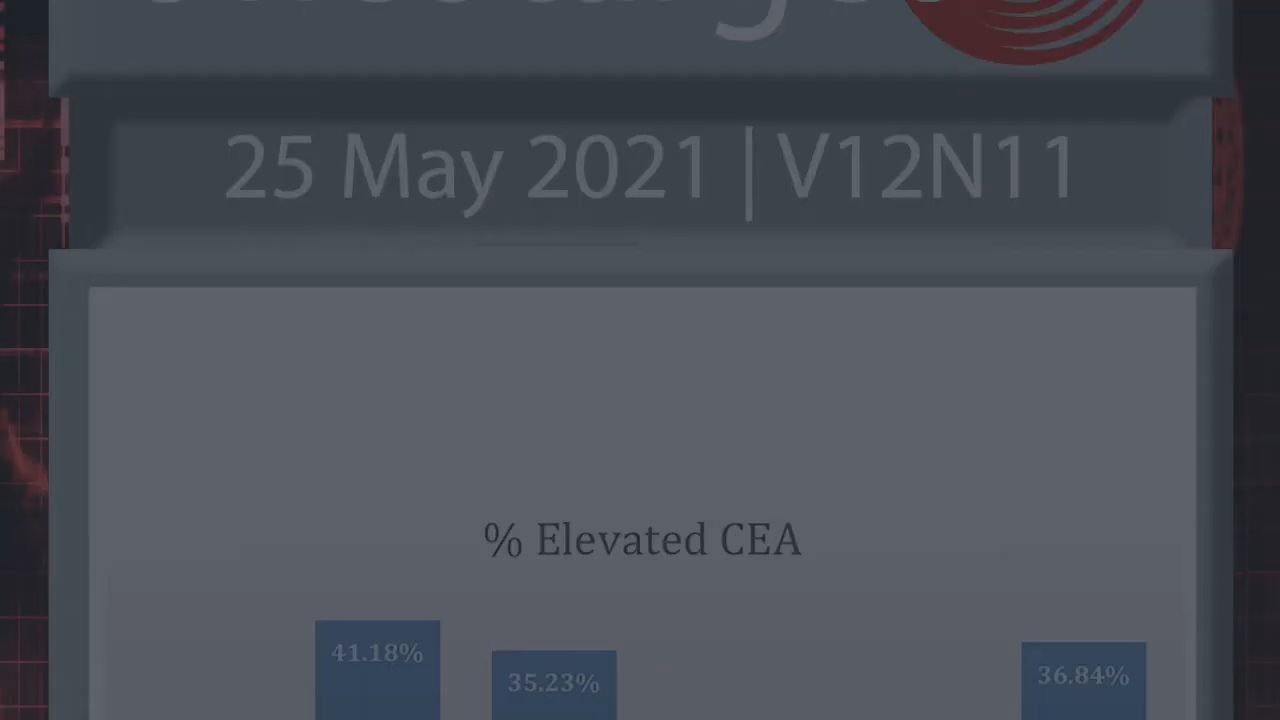 25 May 2021 | V12N11
% Elevated CEA
41.18%
35.23%
36.84%